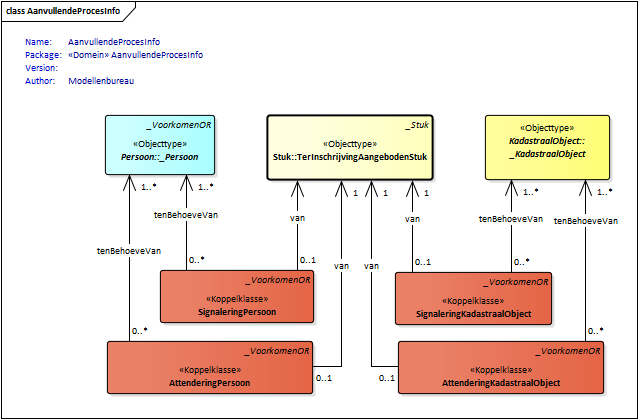 class AanvullendeProcesInfo
Name: AanvullendeProcesInfo
Package: «Domein» AanvullendeProcesInfo
Version:
Author: Modellenbureau
_VoorkomenOR
«Objecttype»
Persoon::_Persoon
_Stuk
«Objecttype»
Stuk::TerInschrijvingAangebodenStuk
_VoorkomenOR
«Objecttype»
KadastraalObject::
_KadastraalObject
1..*
1..*
1
1
1
1
1..*
1..*
tenBehoeveVan
van
van
tenBehoeveVan
tenBehoeveVan
tenBehoeveVan
van
van
0..*
0..1
0..1
0..*
_VoorkomenOR
«Koppelklasse»
SignaleringPersoon
_VoorkomenOR
«Koppelklasse»
SignaleringKadastraalObject
0..*
0..*
_VoorkomenOR
«Koppelklasse»
AttenderingPersoon
0..1
0..1
_VoorkomenOR
«Koppelklasse»
AttenderingKadastraalObject